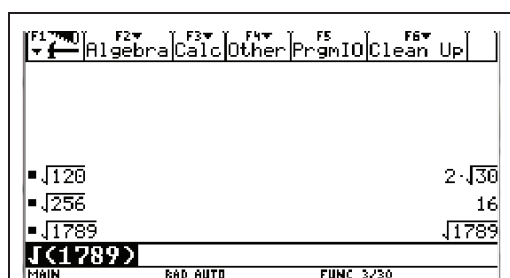 F1 F2 F3 F4 F5 F6
Algebra Calc Other PrgmIO Clean Up
√120 2·√30
√256 16
√1789 √1789
√(1789)
MAIN RAD AUTO FUNC 3/30